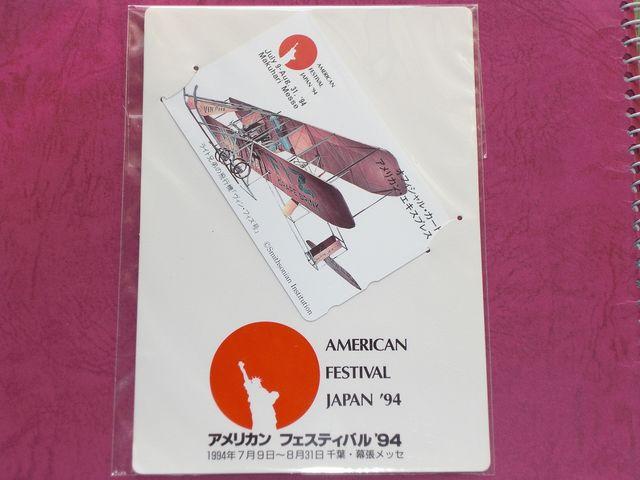 AMERICAN
FESTIVAL
JAPAN '94
July 9-Aug. 31, '94
Makuhari Messe
VIN FIZ
オフィシャル・カード
アメリカン・エキスプレス
ライト兄弟の飛行機「ヴィン・フィズ号」
©Smithsonian Institution
AMERICAN
FESTIVAL
JAPAN '94
アメリカン フェスティバル'94
1994年7月9日〜8月31日 千葉・幕張メッセ